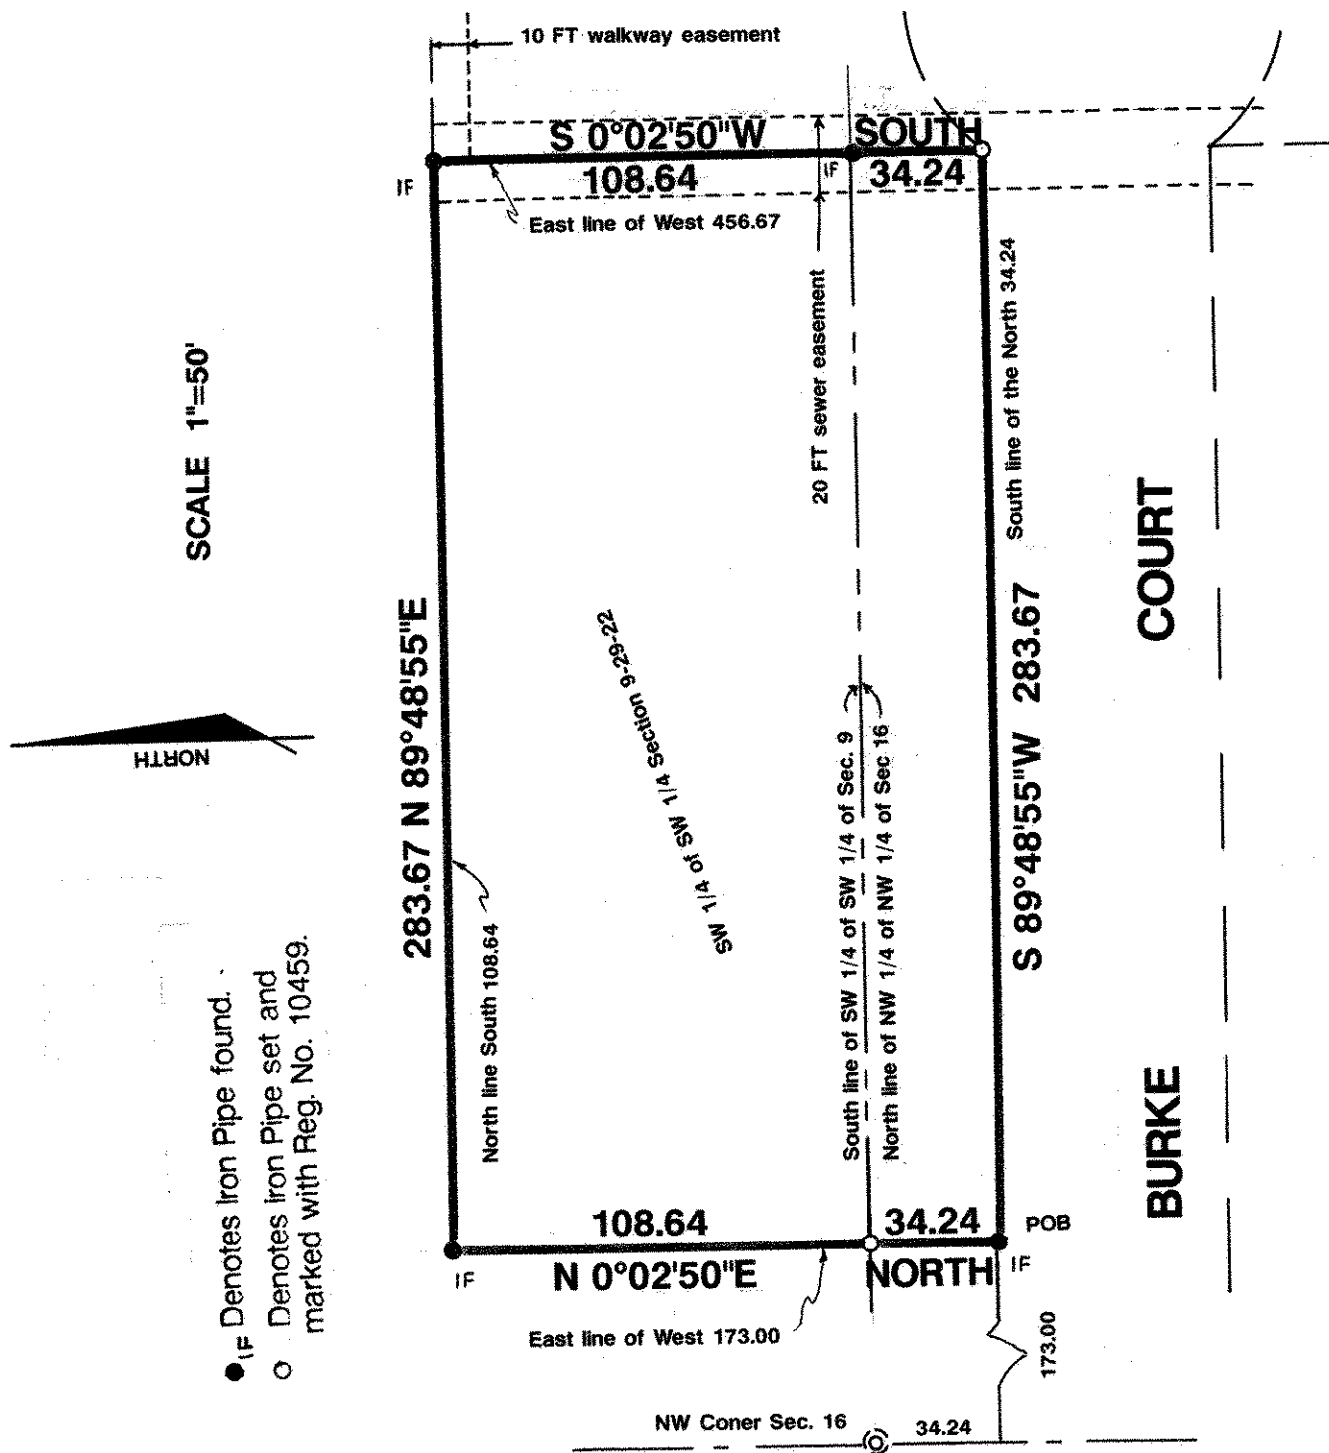 10 FT walkway easement
S 0°02'50"W
SOUTH
108.64
34.24
IF
IF
East line of West 456.67
20 FT sewer easement
South line of the North 34.24
SCALE 1"=50'
NORTH
283.67 N 89°48'55"E
SW 1/4 of SW 1/4 Section 9-29-22
South line of SW 1/4 of SW 1/4 of Sec. 9
North line of NW 1/4 of NW 1/4 of Sec 16
S 89°48'55"W 283.67
BURKE COURT
North line South 108.64
IF Denotes Iron Pipe found.
Denotes Iron Pipe set and
marked with Reg. No. 10459.
108.64
34.24
POB
IF
N 0°02'50"E
NORTH
IF
East line of West 173.00
173.00
NW Coner Sec. 16
34.24